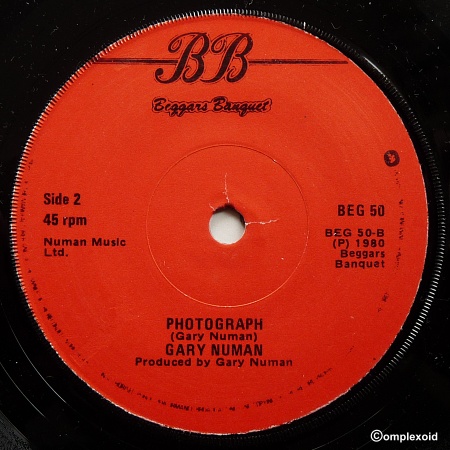 BB
Beggars Banquet
Side 2
45 rpm
Numan Music
Ltd.
BEG 50
BΣG 50-B
(P) 1980
Beggars
Banquet
PHOTOGRAPH
(Gary Numan)
GARY NUMAN
Produced by Gary Numan
©omplexoid